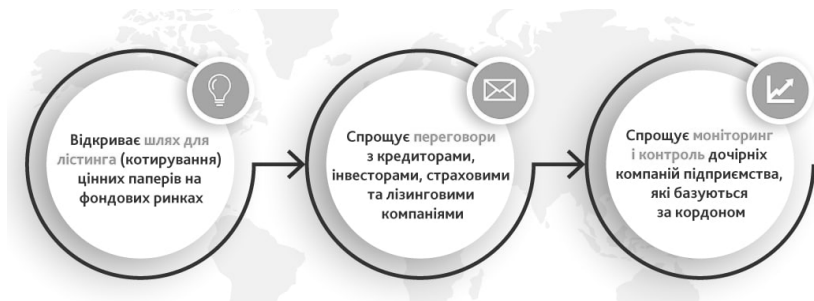 Відкриває шлях для
лістинга (котирування)
цінних паперів на
фондових ринках
Спрощує переговори
з кредиторами,
інвесторами, страховими
та лізинговими
компаніями
Спрощує моніторинг
і контроль дочірніх
компаній підприємства,
які базуються
за кордоном